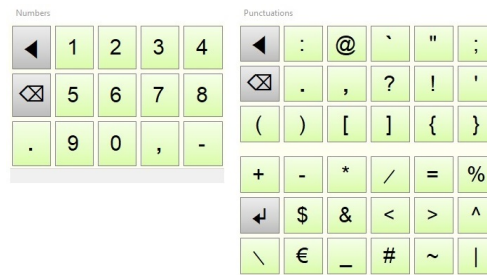 Numbers
◀ 1 2 3 4
⌫ 5 6 7 8
. 9 0 , -
Punctuations
◀ : @ ` " ;
⌫ . , ? ! '
( ) [ ] { }
+ - * / = %
↵ $ & < > ^
\ € _ # ~ |